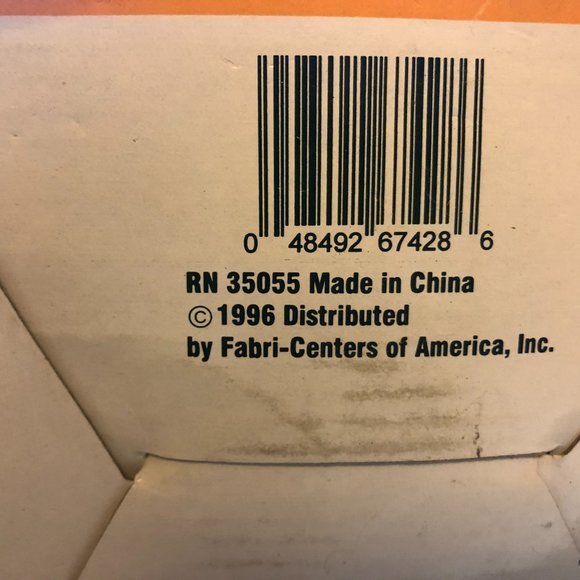 0 48492 67428 6
RN 35055 Made in China
© 1996 Distributed
by Fabri-Centers of America, Inc.